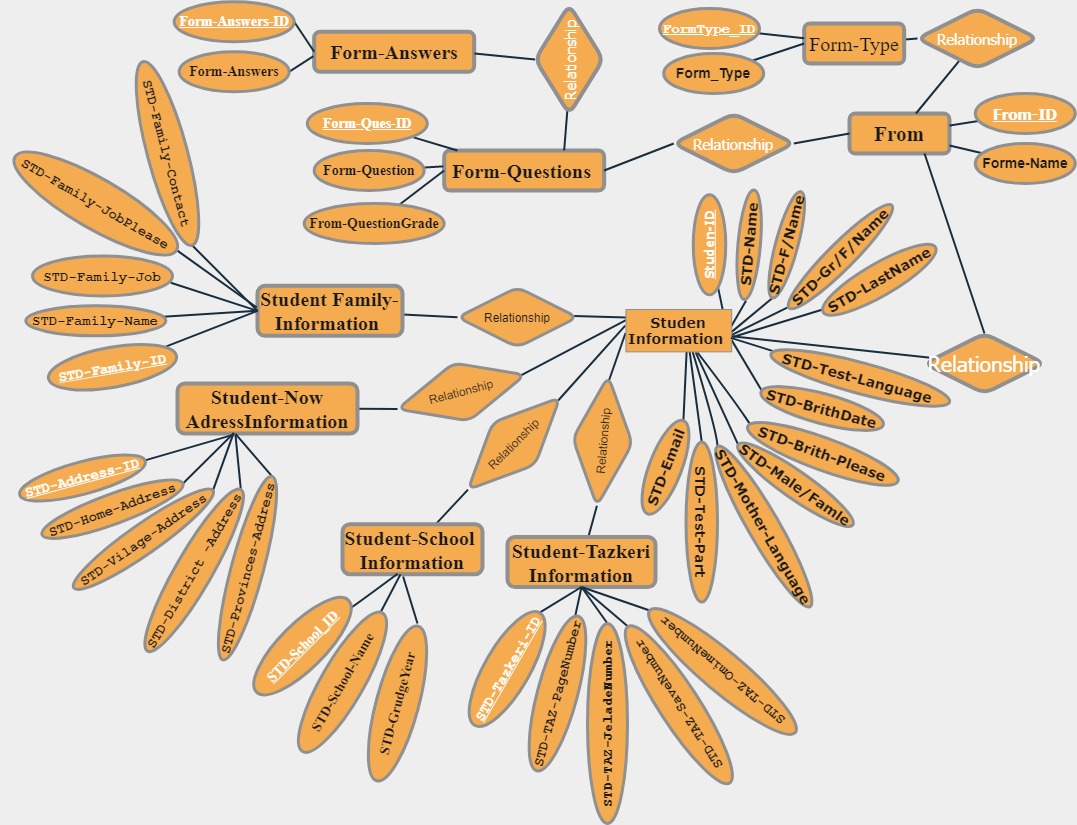 Form-Answers-ID
Form-Answers
Form-Answers
Relationship
FormType_ID
Form_Type
Form-Type
Relationship
Form-Ques-ID
Form-Question
From-QuestionGrade
Form-Questions
Relationship
From
From-ID
Forme-Name
STD-Family-Contact
STD-Family-JobPlease
STD-Family-Job
STD-Family-Name
STD-Family-ID
Student Family-
Information
Relationship
Studen
Information
Studen-ID
STD-Name
STD-F/Name
STD-Gr/F/Name
STD-LastName
Relationship
STD-Test-Language
STD-BrithDate
STD-Brith-Please
STD-Male/Famle
STD-Mother-Language
STD-Test-Part
STD-Email
Student-Now
AdressInformation
Relationship
STD-Address-ID
STD-Home-Address
STD-Vilage-Address
STD-District -Address
STD-Provinces-Address
Relationship
Student-School
Information
STD-School_ID
STD-School-Name
STD-GrudgeYear
Relationship
Student-Tazkeri
Information
STD-Tazkeri-ID
STD-TAZ-PageNumber
STD-TAZ-JeladeNumber
STD-TAZ-SaveNumber
STD-TAZ-OmimeNumber